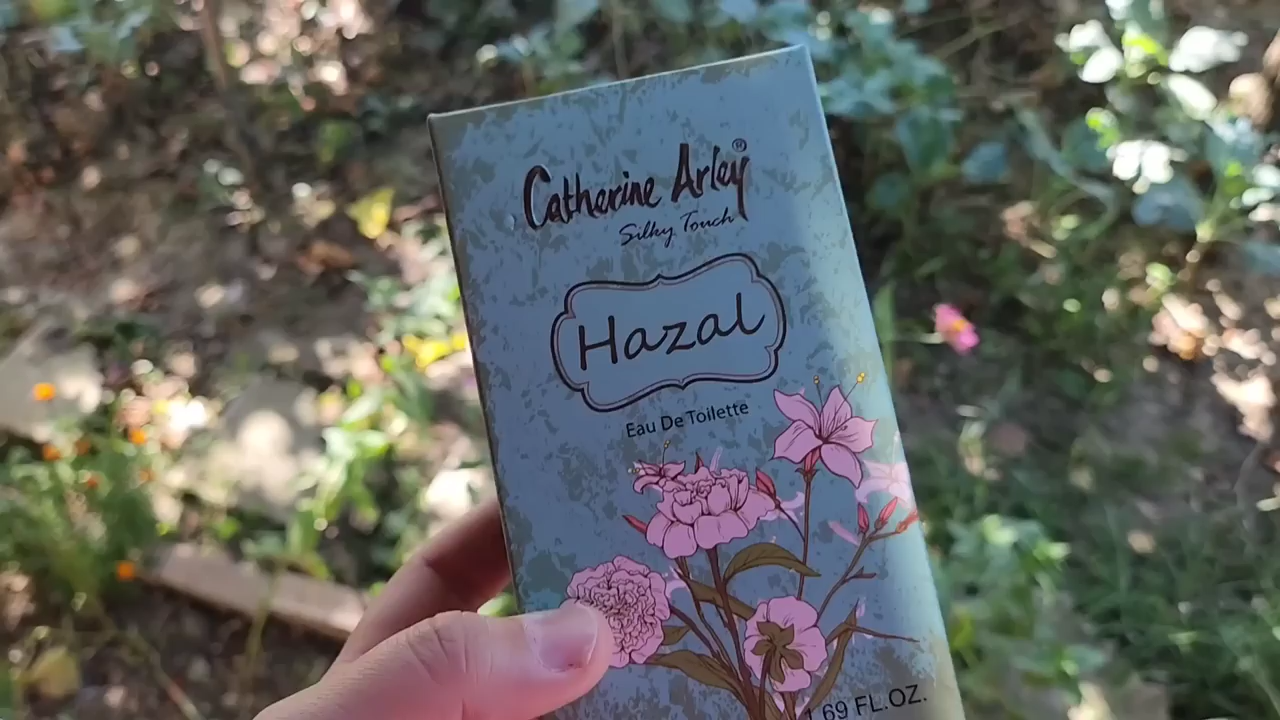 Catherine Arley®
Silky Touch
Hazal
Eau De Toilette
1.69 FL.OZ.